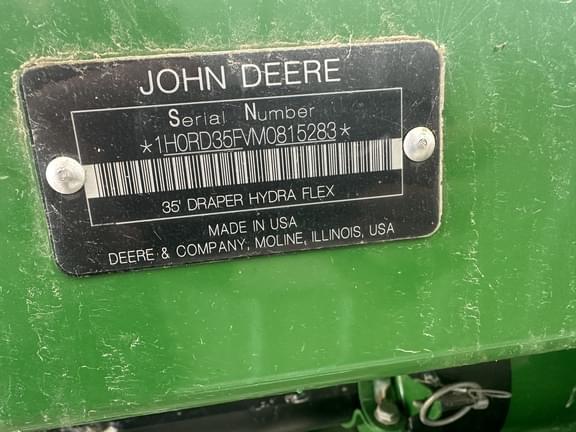 JOHN DEERE
Serial Number
*1H0RD35FVM0815283*
35' DRAPER HYDRA FLEX
MADE IN USA
DEERE & COMPANY, MOLINE, ILLINOIS, USA